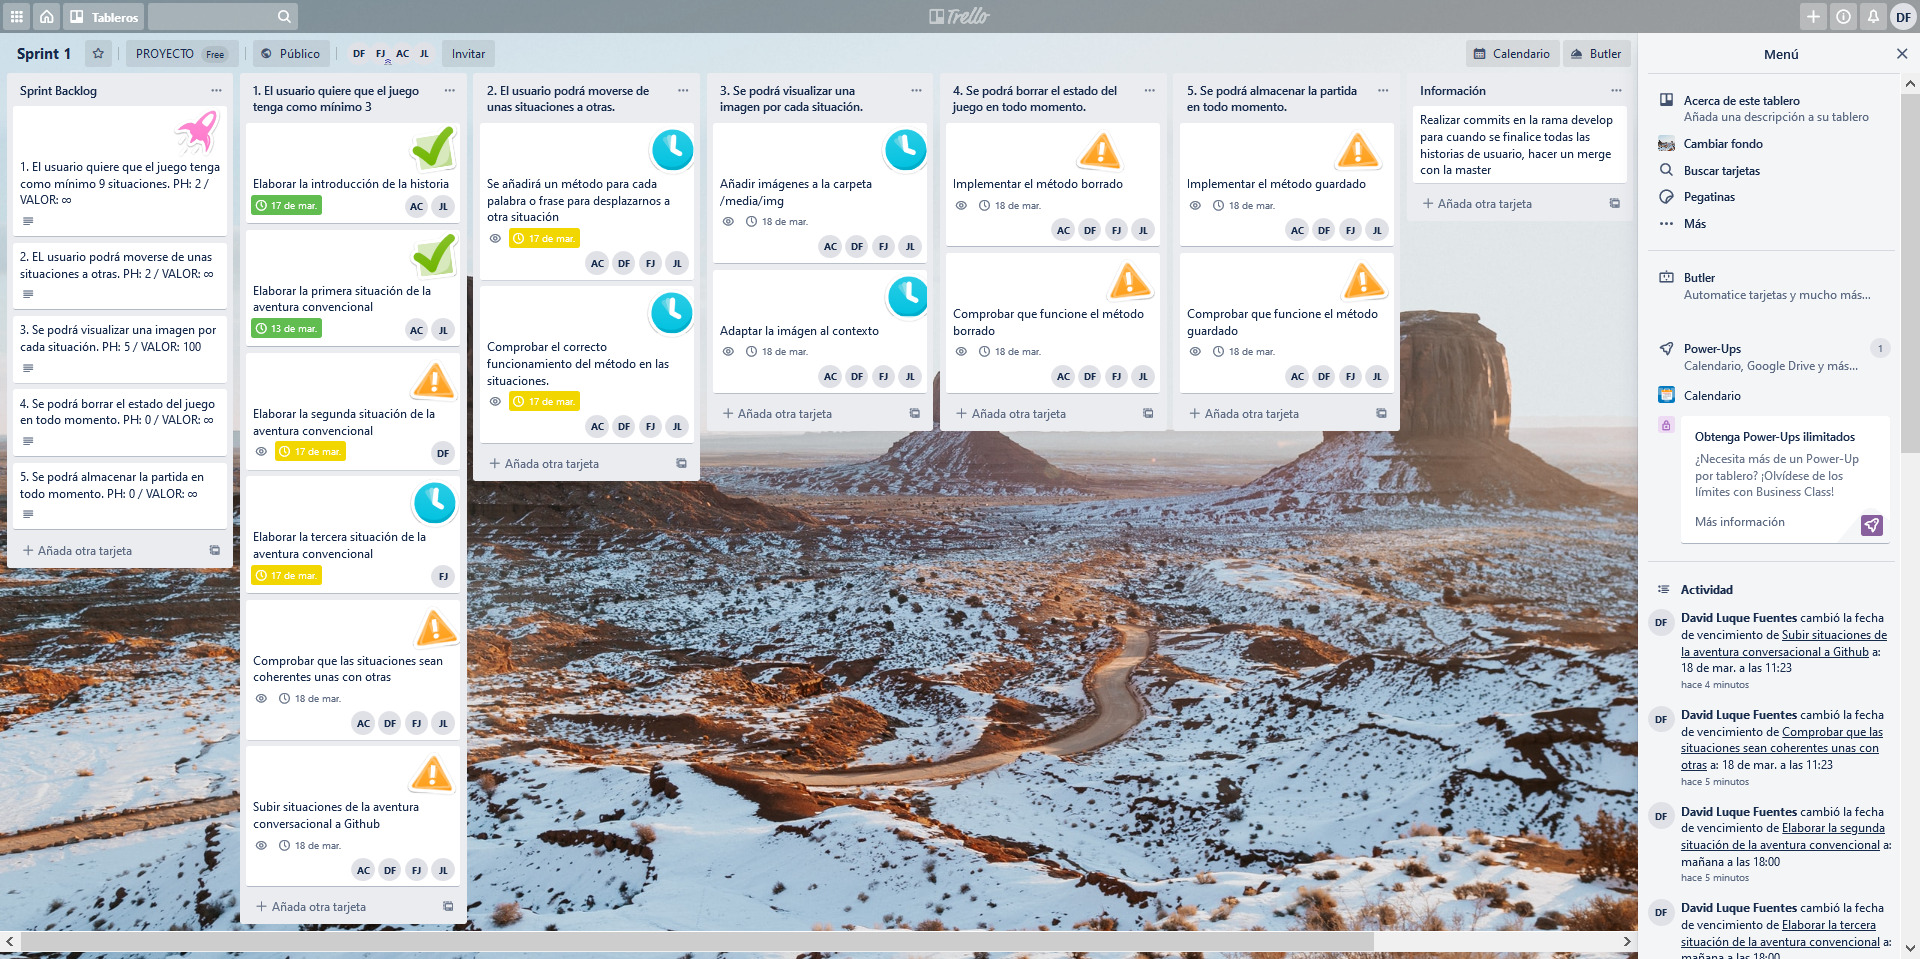 Tableros
Trello
DF
Sprint 1
PROYECTO Free
Público
DF FJ AC JL
Invitar
Calendario
Butler
Sprint Backlog
1. El usuario quiere que el juego tenga
como mínimo 9 situaciones. PH: 2 /
VALOR: ∞
2. EL usuario podrá moverse de unas
situaciones a otras. PH: 2 / VALOR: ∞
3. Se podrá visualizar una imagen por
cada situación. PH: 5 / VALOR: 100
4. Se podrá borrar el estado del juego
en todo momento. PH: 0 / VALOR: ∞
5. Se podrá almacenar la partida en
todo momento. PH: 0 / VALOR: ∞
+ Añada otra tarjeta
1. El usuario quiere que el juego
tenga como mínimo 3
Elaborar la introducción de la historia
17 de mar.
AC JL
Elaborar la primera situación de la
aventura convencional
13 de mar.
AC JL
Elaborar la segunda situación de la
aventura convencional
17 de mar.
DF
Elaborar la tercera situación de la
aventura convencional
17 de mar.
FJ
Comprobar que las situaciones sean
coherentes unas con otras
18 de mar.
AC DF FJ JL
Subir situaciones de la aventura
conversacional a Github
18 de mar.
AC DF FJ JL
+ Añada otra tarjeta
2. El usuario podrá moverse de
unas situaciones a otras.
Se añadirá un método para cada
palabra o frase para desplazarnos a
otra situación
17 de mar.
AC DF FJ JL
Comprobar el correcto
funcionamiento del método en las
situaciones.
17 de mar.
AC DF FJ JL
+ Añada otra tarjeta
3. Se podrá visualizar una
imagen por cada situación.
Añadir imágenes a la carpeta
/media/img
18 de mar.
AC DF FJ JL
Adaptar la imágen al contexto
18 de mar.
AC DF FJ JL
+ Añada otra tarjeta
4. Se podrá borrar el estado del
juego en todo momento.
Implementar el método borrado
18 de mar.
AC DF FJ JL
Comprobar que funcione el método
borrado
18 de mar.
AC DF FJ JL
+ Añada otra tarjeta
5. Se podrá almacenar la partida
en todo momento.
Implementar el método guardado
18 de mar.
AC DF FJ JL
Comprobar que funcione el método
guardado
18 de mar.
AC DF FJ JL
+ Añada otra tarjeta
Información
Realizar commits en la rama develop
para cuando se finalice todas las
historias de usuario, hacer un merge
con la master
+ Añada otra tarjeta
Menú
Acerca de este tablero
Añada una descripción a su tablero
Cambiar fondo
Buscar tarjetas
Pegatinas
Más
Butler
Automatice tarjetas y mucho más...
Power-Ups 1
Calendario, Google Drive y más...
Calendario
Obtenga Power-Ups ilimitados
¿Necesita más de un Power-Up
por tablero? ¡Olvídese de los
límites con Business Class!
Más información
Actividad
DF
David Luque Fuentes cambió la fecha
de vencimiento de Subir situaciones de
la aventura conversacional a Github a:
18 de mar. a las 11:23
hace 4 minutos
DF
David Luque Fuentes cambió la fecha
de vencimiento de Comprobar que las
situaciones sean coherentes unas con
otras a: 18 de mar. a las 11:23
hace 5 minutos
DF
David Luque Fuentes cambió la fecha
de vencimiento de Elaborar la segunda
situación de la aventura convencional a:
mañana a las 18:00
hace 5 minutos
DF
David Luque Fuentes cambió la fecha
de vencimiento de Elaborar la tercera
situación de la aventura convencional a:
mañana a las 18:00